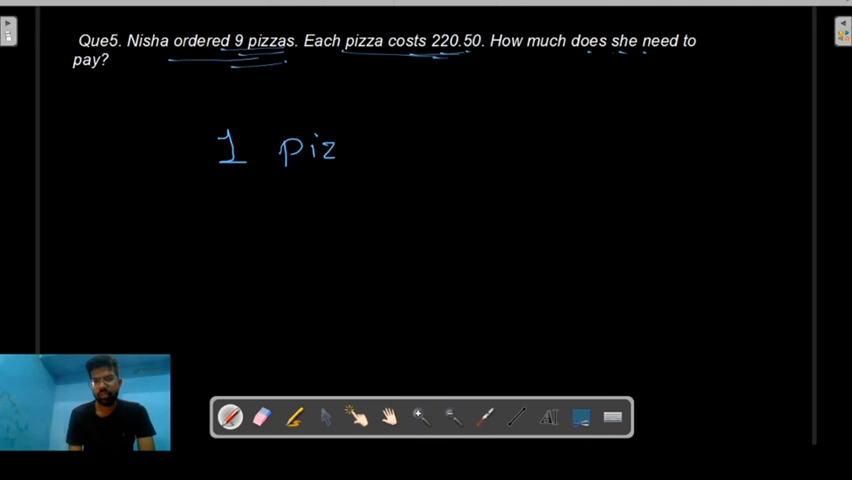 Que5. Nisha ordered 9 pizzas. Each pizza costs 220.50. How much does she need to
pay?
1 piz
AI